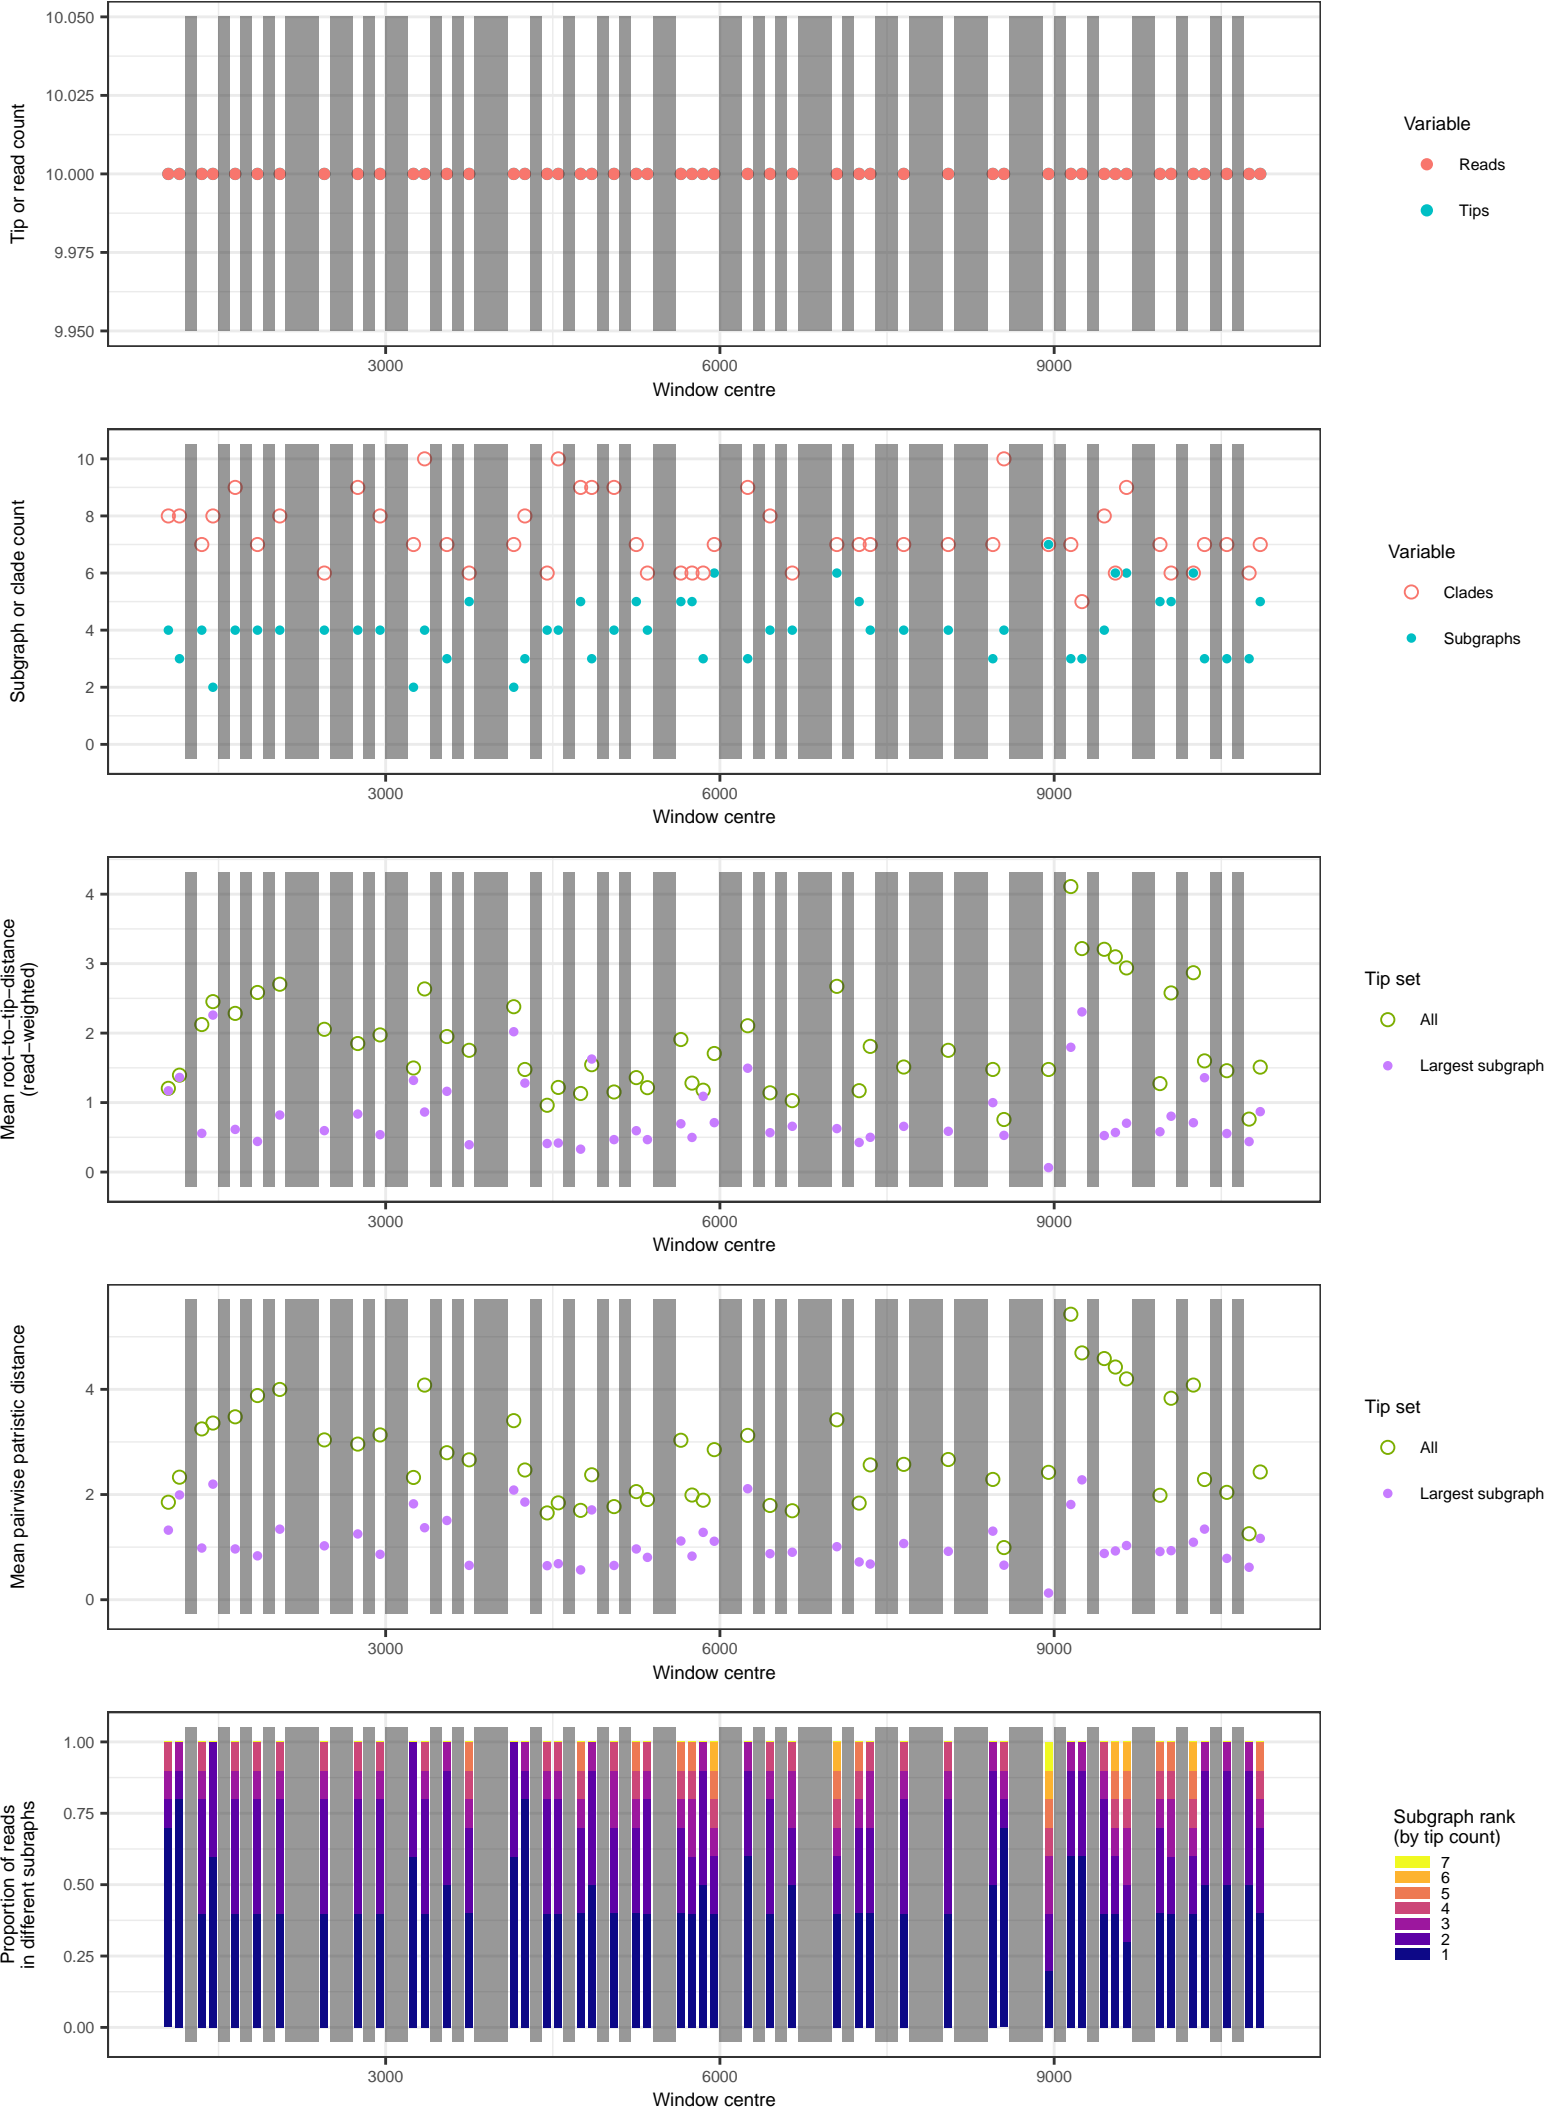 10.050
10.025
10.000
9.975
9.950
Tip or read count
3000 6000 9000
Window centre
Variable
Reads
Tips
10
8
6
4
2
0
Subgraph or clade count
3000 6000 9000
Window centre
Variable
Clades
Subgraphs
4
3
2
1
0
Mean root−to−tip−distance
(read−weighted)
3000 6000 9000
Window centre
Tip set
All
Largest subgraph
4
2
0
Mean pairwise patristic distance
3000 6000 9000
Window centre
Tip set
All
Largest subgraph
1.00
0.75
0.50
0.25
0.00
Proportion of reads
in different subraphs
3000 6000 9000
Window centre
Subgraph rank
(by tip count)
7
6
5
4
3
2
1